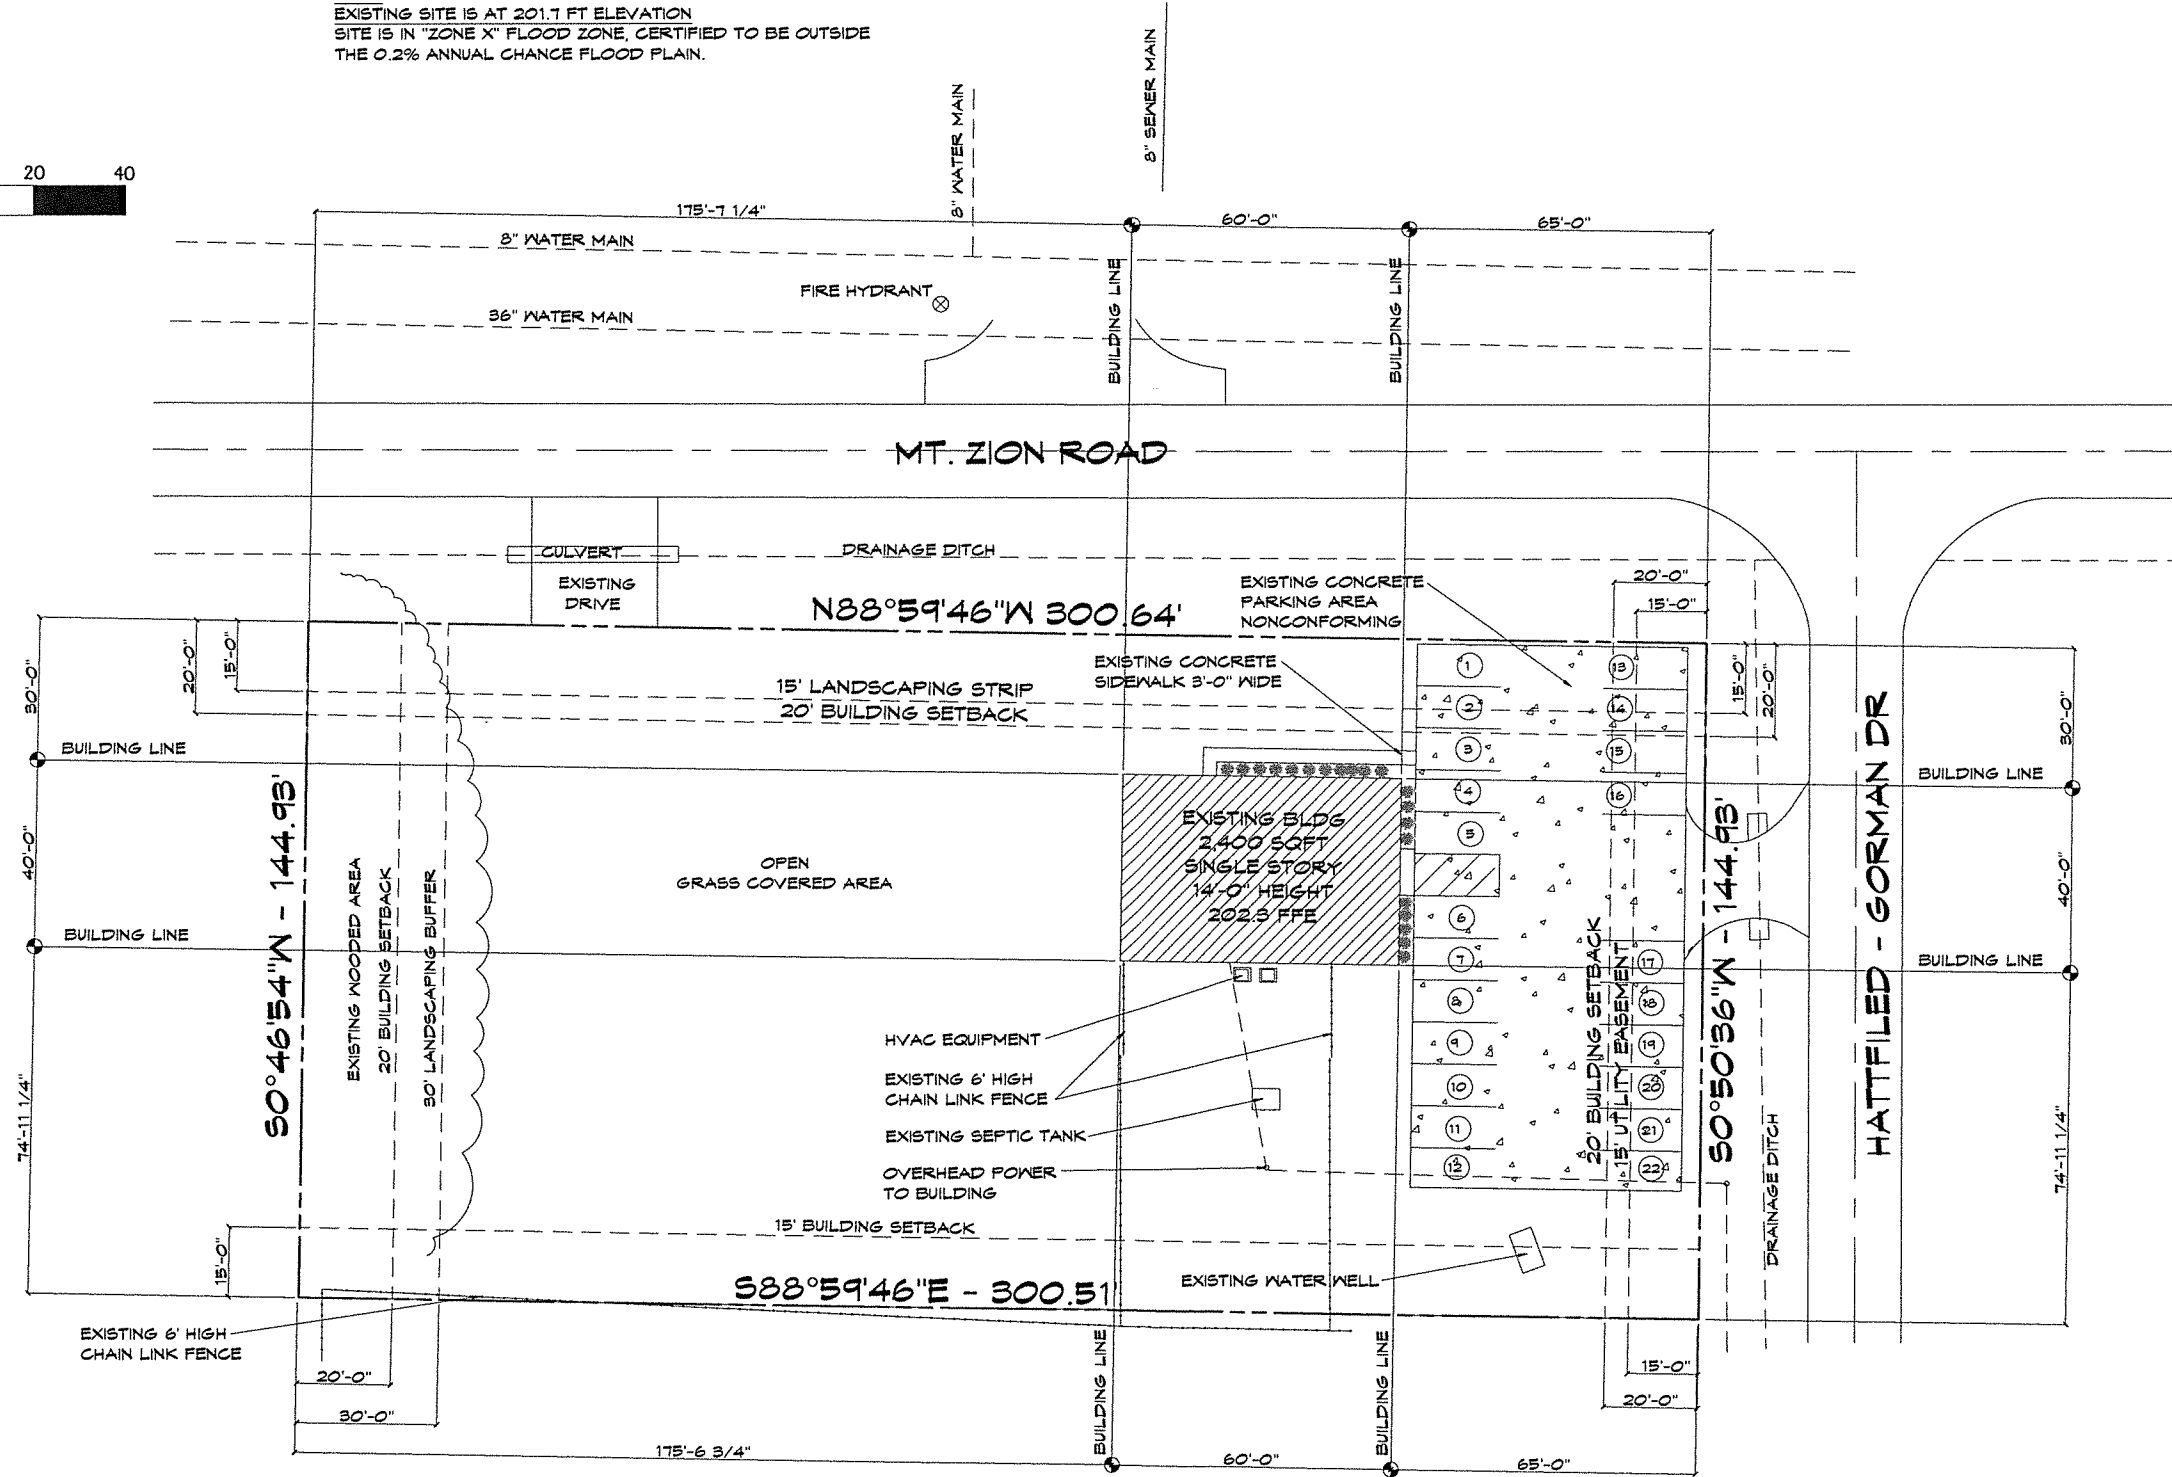 EXISTING SITE IS AT 201.7 FT ELEVATION
SITE IS IN "ZONE X" FLOOD ZONE, CERTIFIED TO BE OUTSIDE
THE 0.2% ANNUAL CHANCE FLOOD PLAIN.
20 40
8" WATER MAIN
8" SEWER MAIN
175'-7 1/4"
60'-0"
65'-0"
8" WATER MAIN
FIRE HYDRANT
36" WATER MAIN
BUILDING LINE
BUILDING LINE
MT. ZION ROAD
CULVERT
DRAINAGE DITCH
EXISTING
DRIVE
N88°59'46"W 300.64'
EXISTING CONCRETE
PARKING AREA
NONCONFORMING
20'-0"
15'-0"
EXISTING CONCRETE
SIDEWALK 3'-0" WIDE
30'-0"
20'-0"
15'-0"
15' LANDSCAPING STRIP
20' BUILDING SETBACK
15'-0"
20'-0"
30'-0"
BUILDING LINE
BUILDING LINE
40'-0"
S0°46'54"W - 144.93'
EXISTING WOODED AREA
20' BUILDING SETBACK
30' LANDSCAPING BUFFER
OPEN
GRASS COVERED AREA
EXISTING BLDG
2,400 SQFT
SINGLE STORY
14'-0" HEIGHT
202.3 FFE
1
2
3
4
5
6
7
8
9
10
11
12
13
14
15
16
17
18
19
20
21
22
20' BUILDING SETBACK
15' UTILITY EASEMENT
S0°50'36"W - 144.93'
DRAINAGE DITCH
HATTFILED - GORMAN DR
40'-0"
BUILDING LINE
BUILDING LINE
74'-11 1/4"
74'-11 1/4"
HVAC EQUIPMENT
EXISTING 6' HIGH
CHAIN LINK FENCE
EXISTING SEPTIC TANK
OVERHEAD POWER
TO BUILDING
15' BUILDING SETBACK
15'-0"
S88°59'46"E - 300.51'
EXISTING WATER WELL
EXISTING 6' HIGH
CHAIN LINK FENCE
20'-0"
30'-0"
BUILDING LINE
BUILDING LINE
15'-0"
20'-0"
175'-6 3/4"
60'-0"
65'-0"